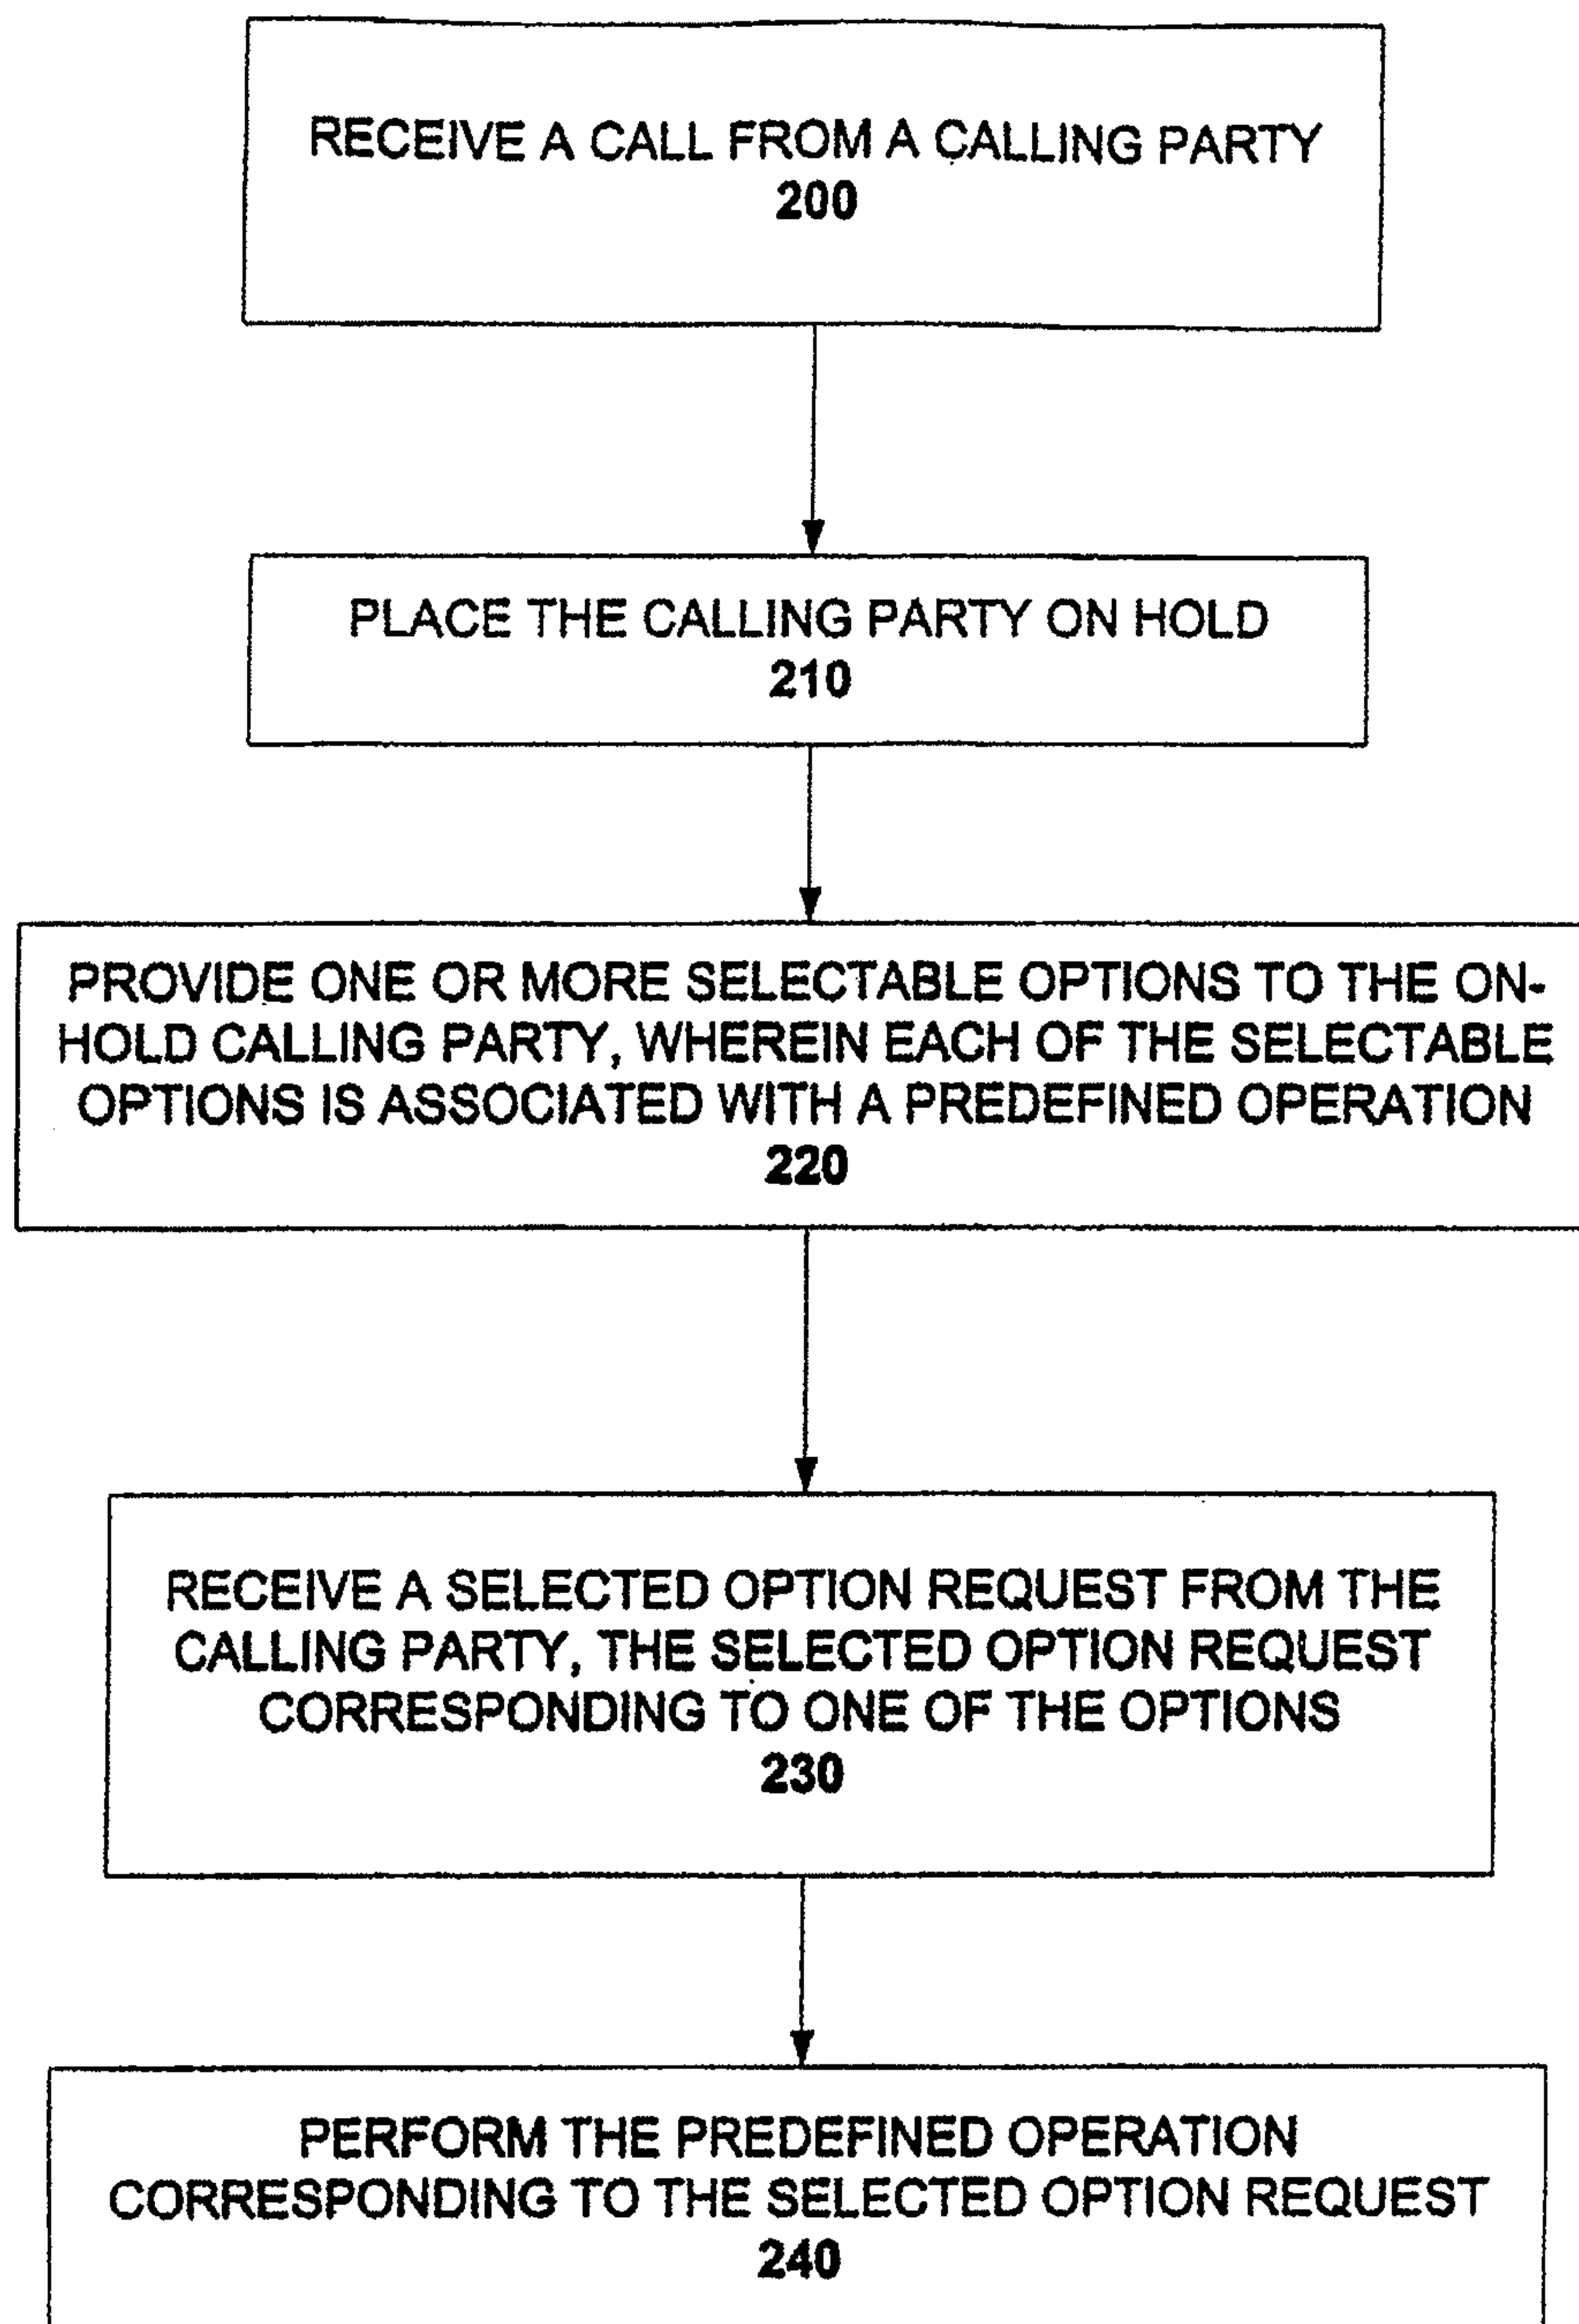 RECEIVE A CALL FROM A CALLING PARTY
200
PLACE THE CALLING PARTY ON HOLD
210
PROVIDE ONE OR MORE SELECTABLE OPTIONS TO THE ON-
HOLD CALLING PARTY, WHEREIN EACH OF THE SELECTABLE
OPTIONS IS ASSOCIATED WITH A PREDEFINED OPERATION
220
RECEIVE A SELECTED OPTION REQUEST FROM THE
CALLING PARTY, THE SELECTED OPTION REQUEST
CORRESPONDING TO ONE OF THE OPTIONS
230
PERFORM THE PREDEFINED OPERATION
CORRESPONDING TO THE SELECTED OPTION REQUEST
240